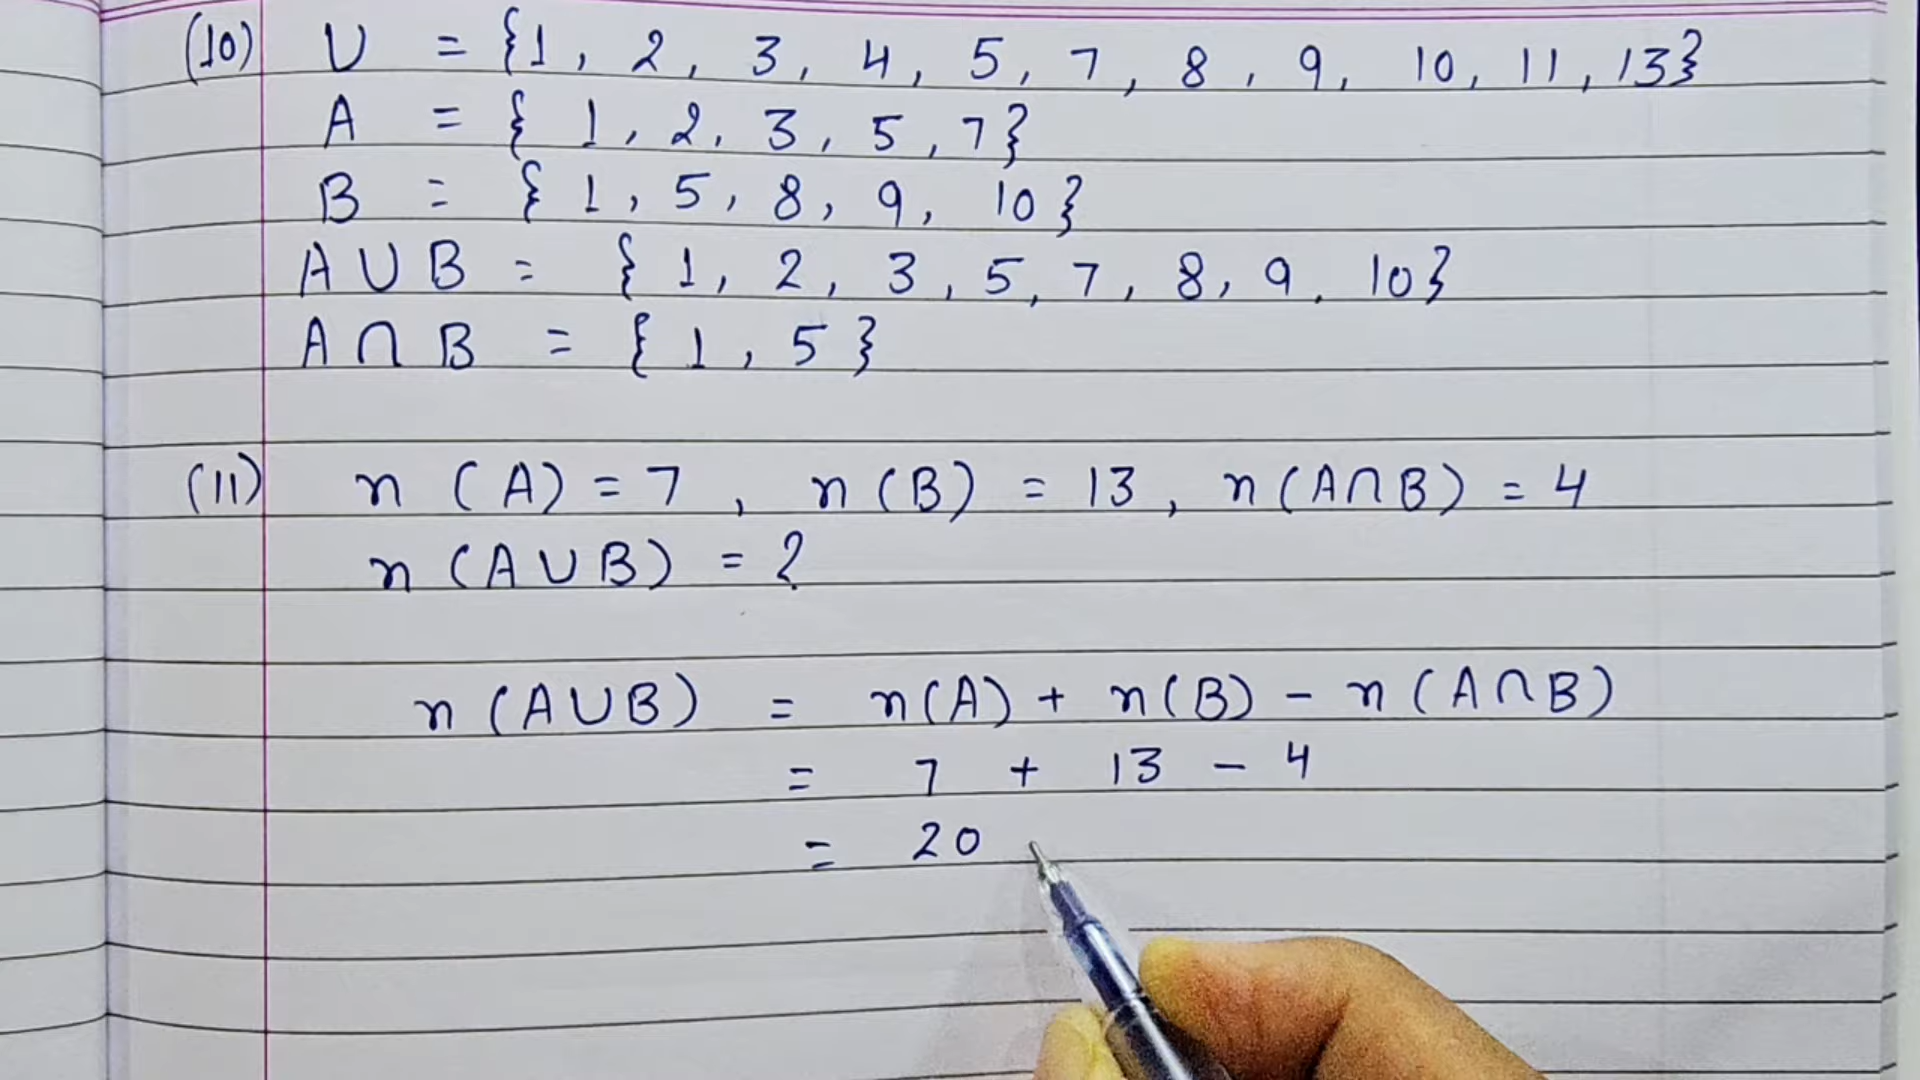 (10) U = {1, 2, 3, 4, 5, 7, 8, 9, 10, 11, 13}
A = { 1, 2, 3, 5, 7}
B = { 1, 5, 8, 9, 10}
A ∪ B = { 1, 2, 3, 5, 7, 8, 9, 10}
A ∩ B = { 1, 5 }
(11) n (A) = 7, n (B) = 13, n (A∩B) = 4
n (A∪B) = ?
n (A∪B) = n(A) + n(B) - n (A∩B)
= 7 + 13 - 4
= 20